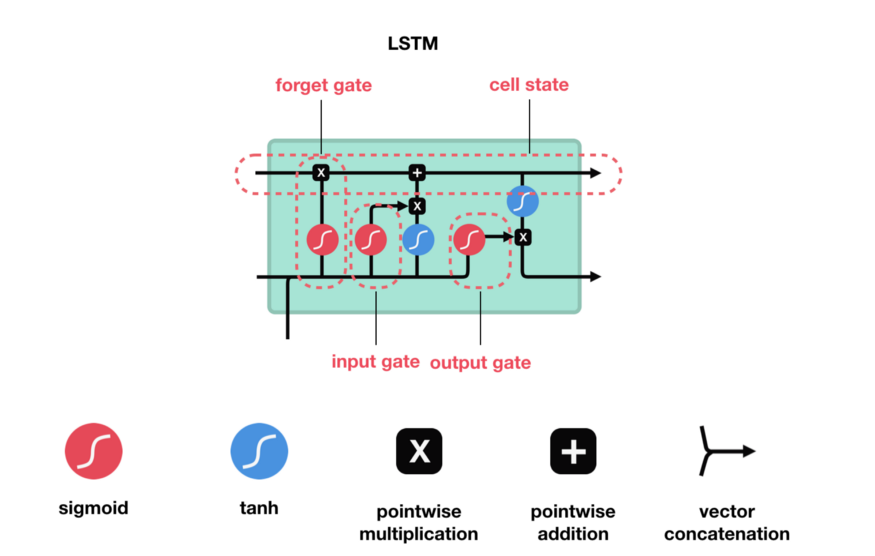 LSTM
forget gate
cell state
X
+
X
X
input gate
output gate
X
+
sigmoid
tanh
pointwise
multiplication
pointwise
addition
vector
concatenation